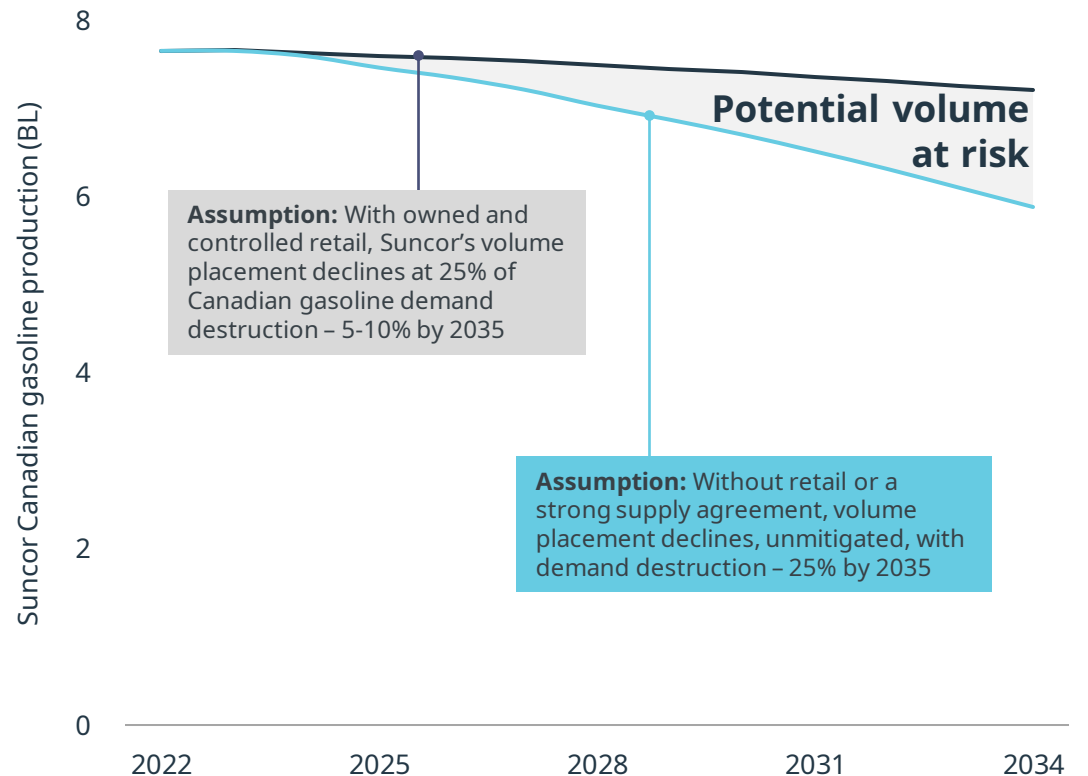 8
6
4
2
0
Suncor Canadian gasoline production (BL)
Potential volume
at risk
Assumption: With owned and
controlled retail, Suncor’s volume
placement declines at 25% of
Canadian gasoline demand
destruction – 5-10% by 2035
Assumption: Without retail or a
strong supply agreement, volume
placement declines, unmitigated, with
demand destruction – 25% by 2035
2022
2025
2028
2031
2034